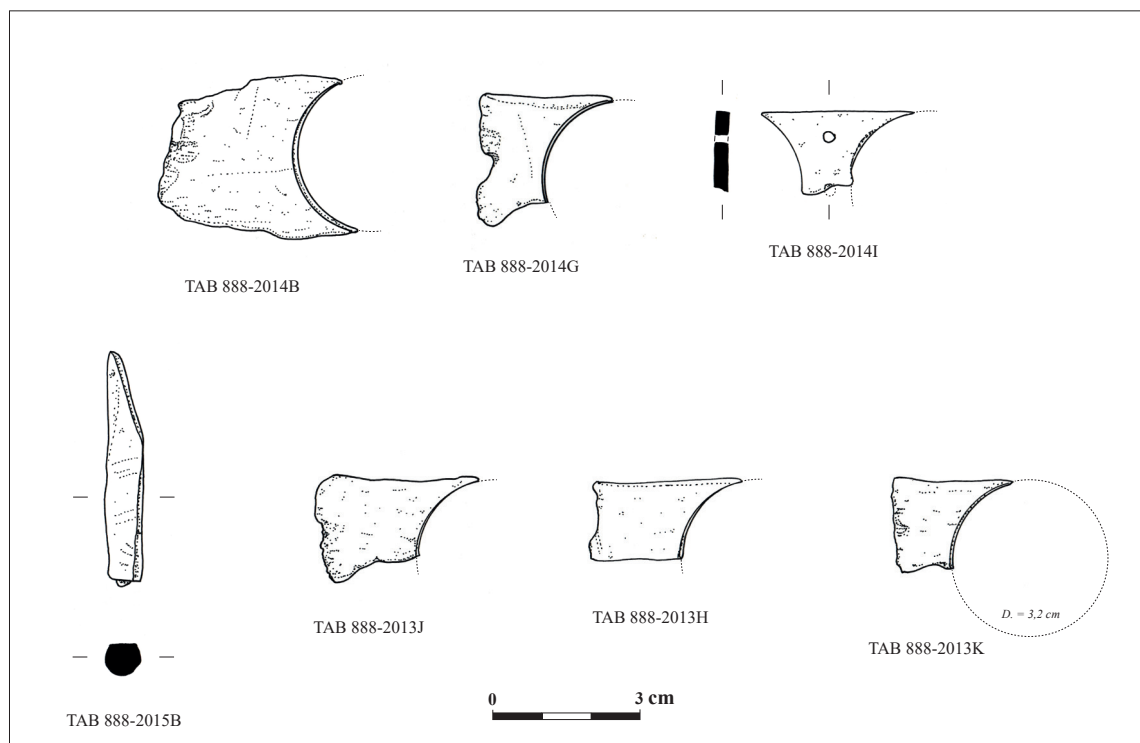 TAB 888-2014B
TAB 888-2014G
TAB 888-2014I
TAB 888-2013J
TAB 888-2013H
D. = 3,2 cm
TAB 888-2013K
TAB 888-2015B
0 3 cm